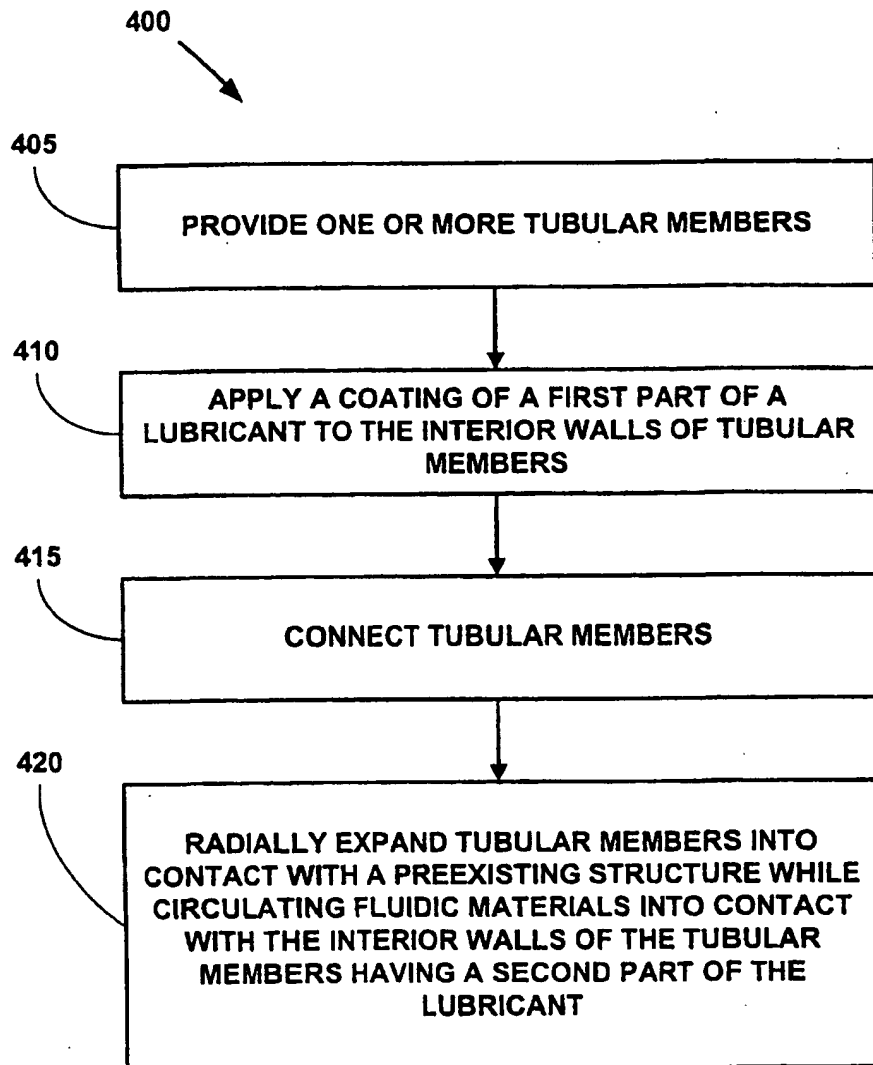 400
405
PROVIDE ONE OR MORE TUBULAR MEMBERS
410
APPLY A COATING OF A FIRST PART OF A
LUBRICANT TO THE INTERIOR WALLS OF TUBULAR
MEMBERS
415
CONNECT TUBULAR MEMBERS
420
RADIALLY EXPAND TUBULAR MEMBERS INTO
CONTACT WITH A PREEXISTING STRUCTURE WHILE
CIRCULATING FLUIDIC MATERIALS INTO CONTACT
WITH THE INTERIOR WALLS OF THE TUBULAR
MEMBERS HAVING A SECOND PART OF THE
LUBRICANT